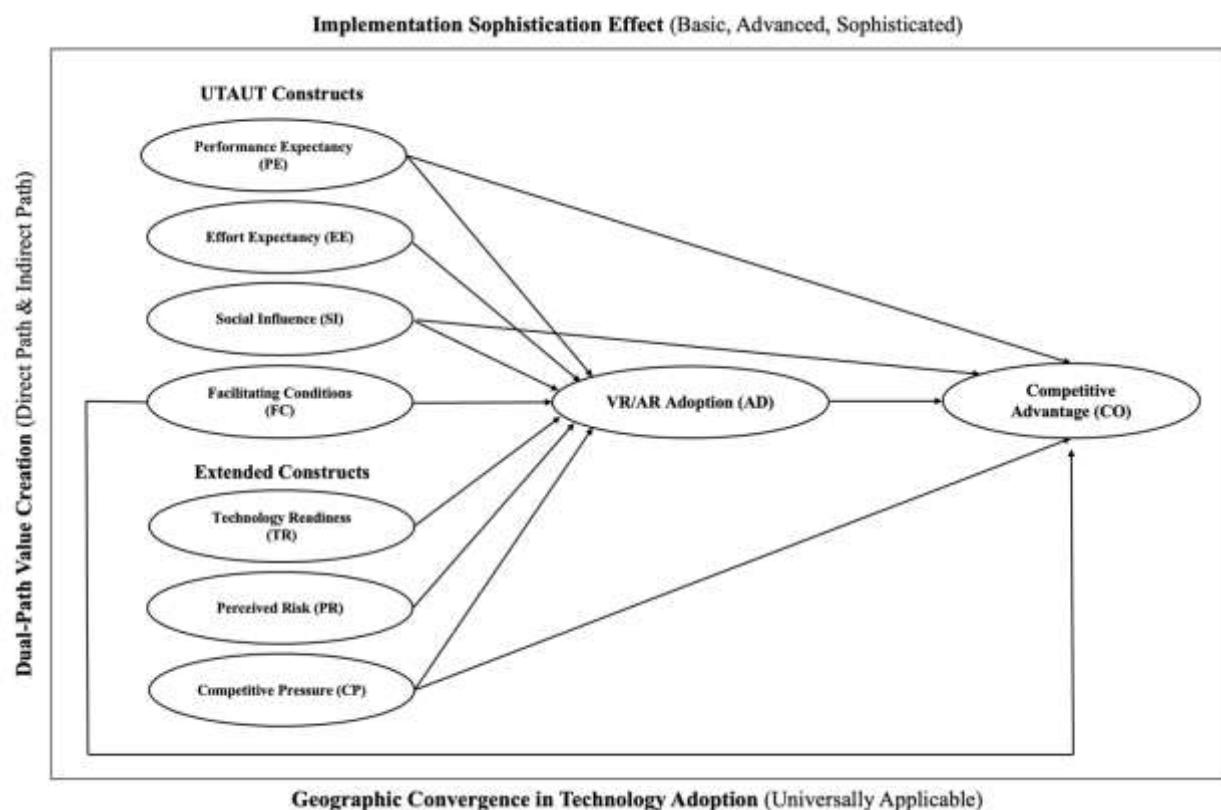 Implementation Sophistication Effect (Basic, Advanced, Sophisticated)
Dual-Path Value Creation (Direct Path & Indirect Path)
UTAUT Constructs
Performance Expectancy
(PE)
Effort Expectancy (EE)
Social Influence (SI)
Facilitating Conditions
(FC)
VR/AR Adoption (AD)
Competitive
Advantage (CO)
Extended Constructs
Technology Readiness
(TR)
Perceived Risk (PR)
Competitive Pressure (CP)
Geographic Convergence in Technology Adoption (Universally Applicable)